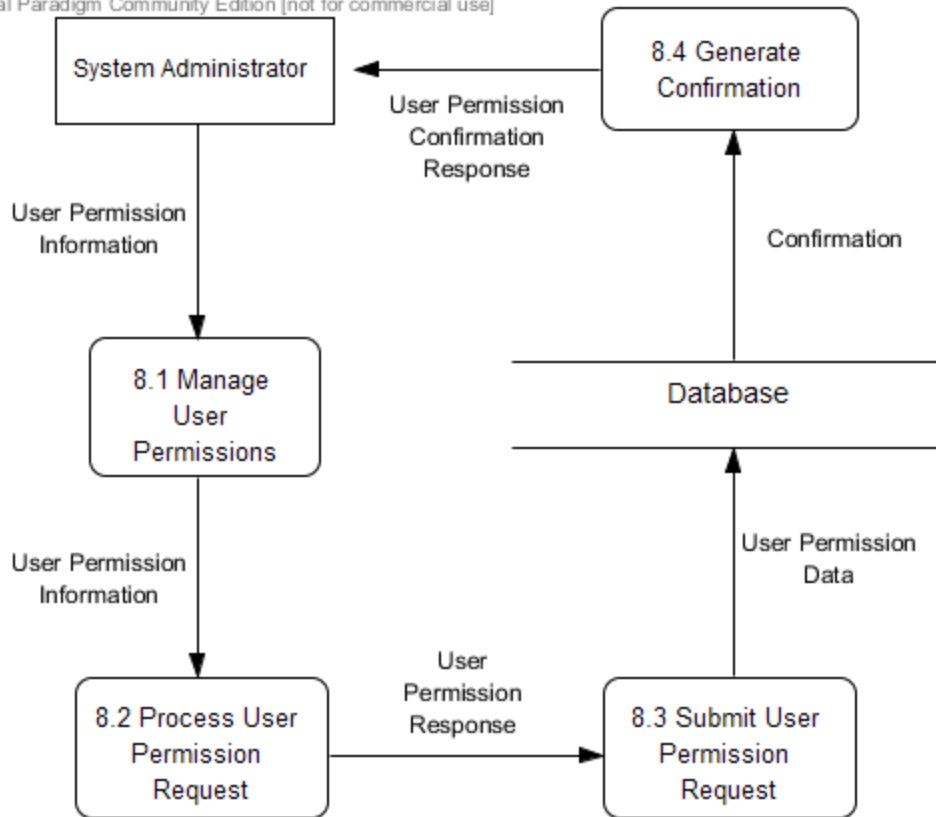 al Paradigm Community Edition [not for commercial use]
System Administrator
8.4 Generate
Confirmation
User Permission
Confirmation
Response
User Permission
Information
Confirmation
8.1 Manage
User
Permissions
Database
User Permission
Information
User Permission
Data
User
Permission
Response
8.2 Process User
Permission
Request
8.3 Submit User
Permission
Request